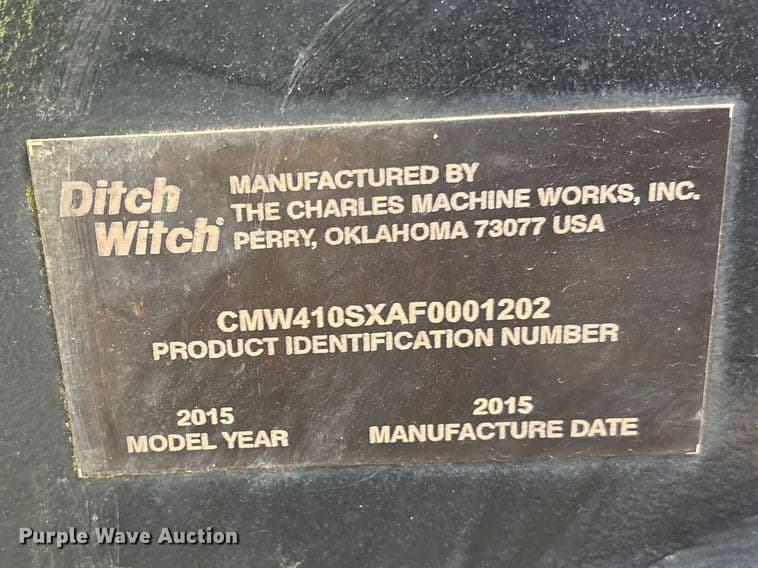 Ditch
Witch®
MANUFACTURED BY
THE CHARLES MACHINE WORKS, INC.
PERRY, OKLAHOMA 73077 USA
CMW410SXAF0001202
PRODUCT IDENTIFICATION NUMBER
2015
MODEL YEAR
2015
MANUFACTURE DATE
Purple Wave Auction